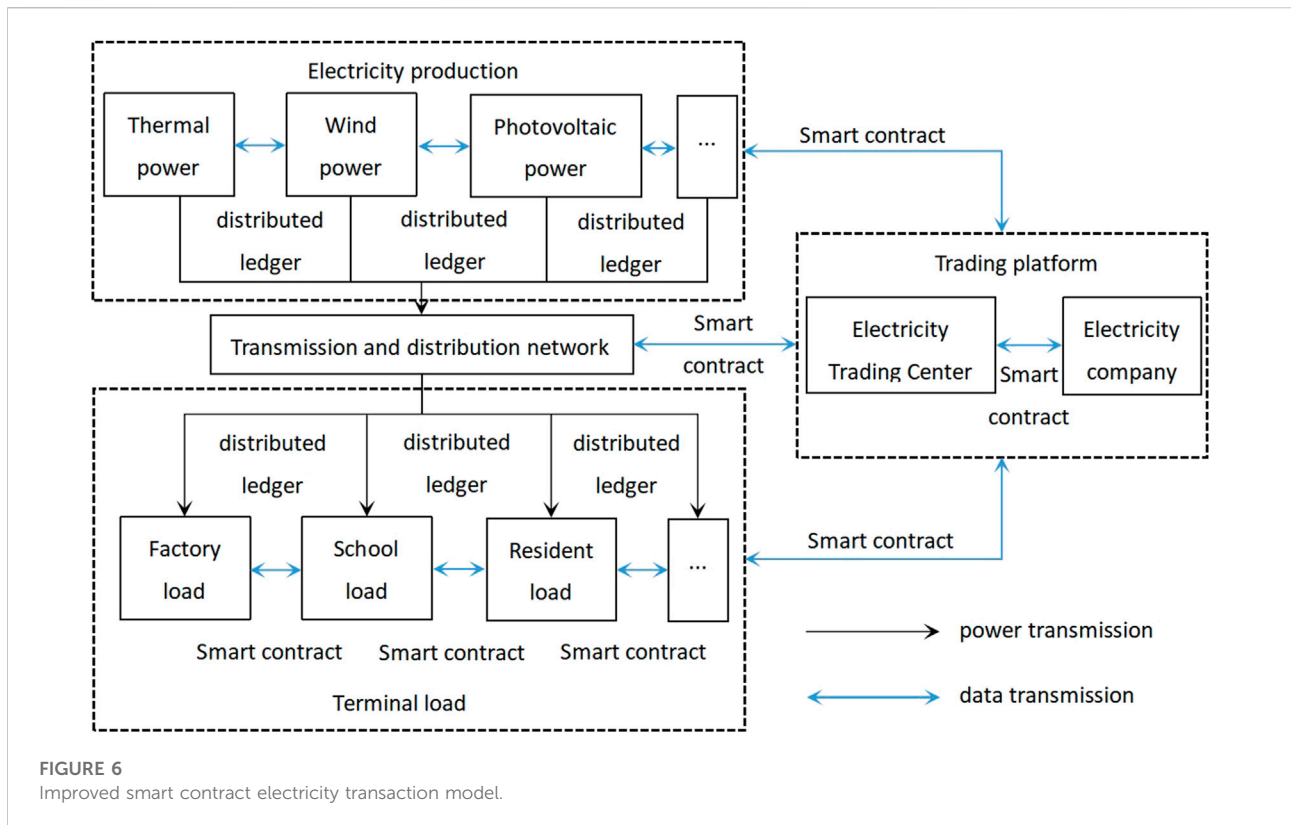 Electricity production
Thermal
power
Wind
power
Photovoltaic
power
...
distributed
ledger
distributed
ledger
distributed
ledger
Smart contract
Transmission and distribution network
Smart
contract
Trading platform
Electricity
Trading Center
Smart
contract
Electricity
company
distributed
ledger
distributed
ledger
distributed
ledger
Factory
load
School
load
Resident
load
...
Smart contract
Smart contract
Smart contract
Terminal load
Smart contract
power transmission
data transmission
FIGURE 6
Improved smart contract electricity transaction model.